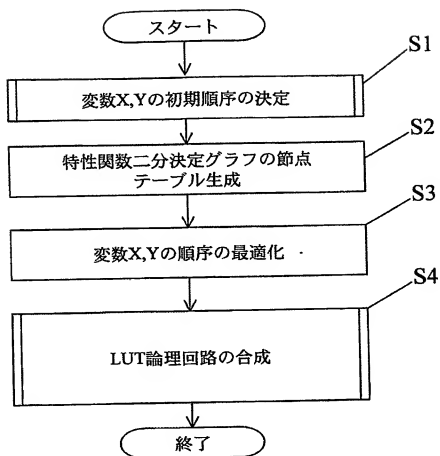 スタート
S1
変数X,Yの初期順序の決定
S2
特性関数二分決定グラフの節点
テーブル生成
S3
変数X,Yの順序の最適化
S4
LUT論理回路の合成
終了